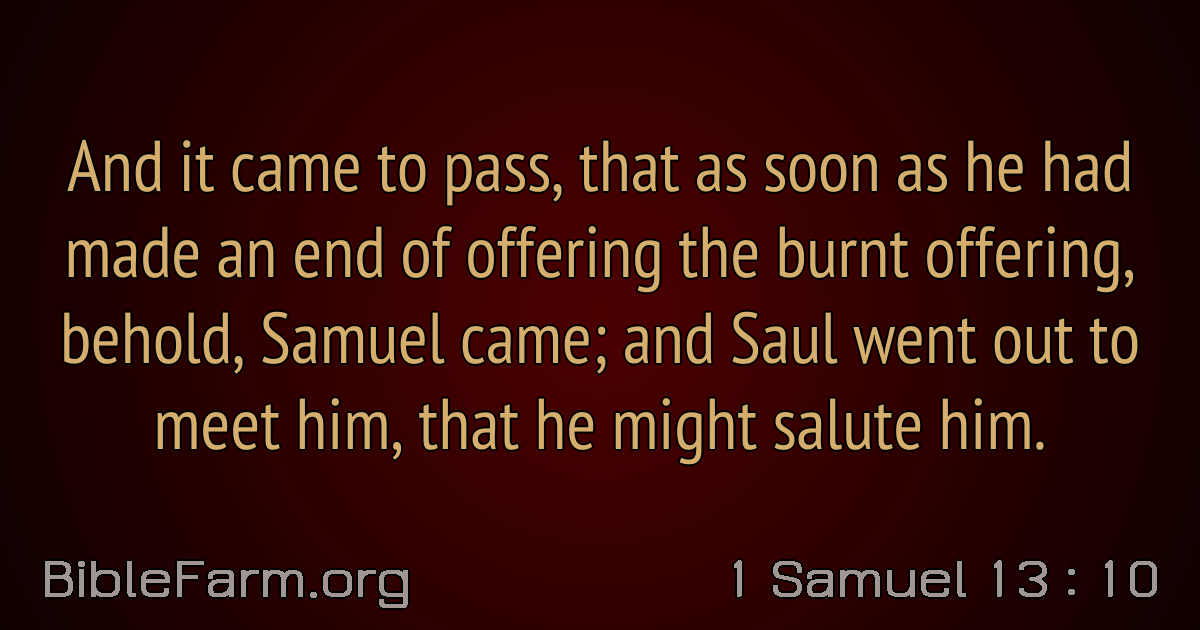 And it came to pass, that as soon as he had
made an end of offering the burnt offering,
behold, Samuel came; and Saul went out to
meet him, that he might salute him.
BibleFarm.org
1 Samuel 13 : 10